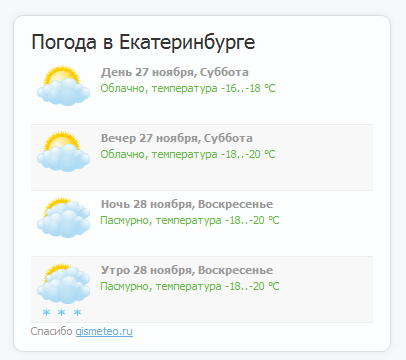 Погода в Екатеринбурге
День 27 ноября, Суббота
Облачно, температура -16..-18 °C
Вечер 27 ноября, Суббота
Облачно, температура -18..-20 °C
Ночь 28 ноября, Воскресенье
Пасмурно, температура -18..-20 °C
Утро 28 ноября, Воскресенье
Пасмурно, температура -18..-20 °C
Спасибо gismeteo.ru